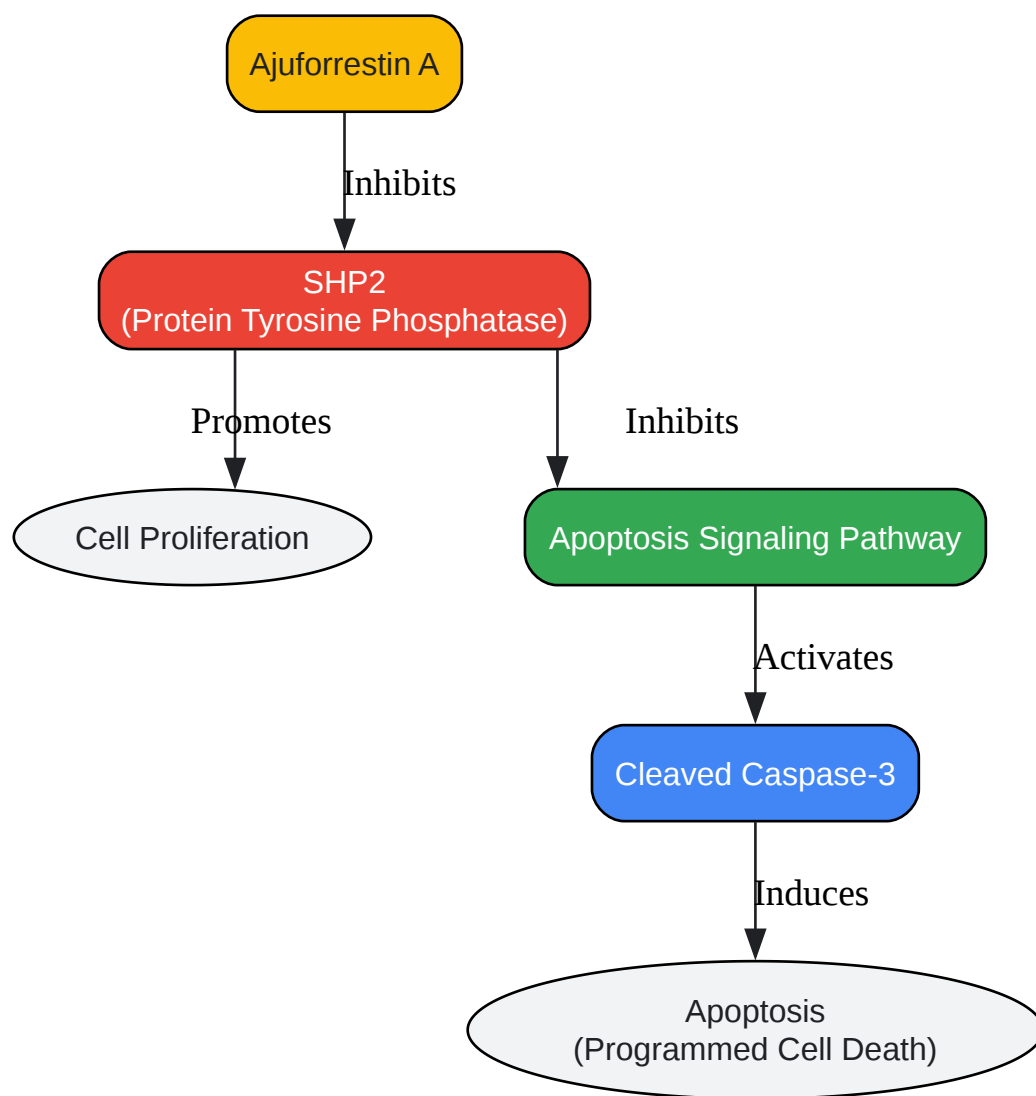 Ajuforrestin A
Inhibits
SHP2
(Protein Tyrosine Phosphatase)
Promotes
Inhibits
Cell Proliferation
Apoptosis Signaling Pathway
Activates
Cleaved Caspase-3
Induces
Apoptosis
(Programmed Cell Death)